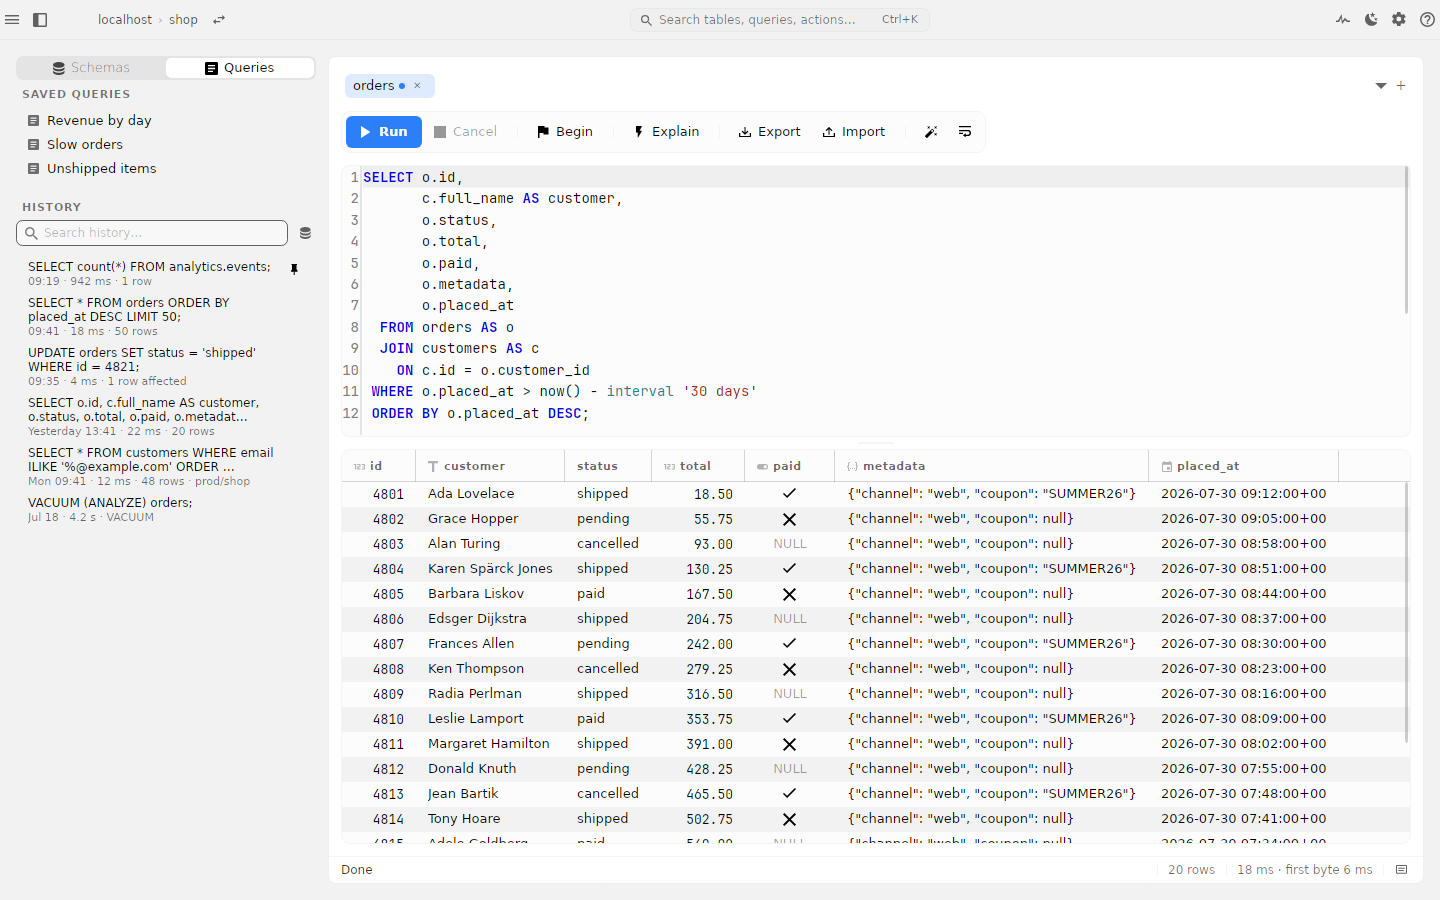 localhost › shop
Search tables, queries, actions... Ctrl+K
Schemas Queries
SAVED QUERIES
Revenue by day
Slow orders
Unshipped items
HISTORY
Search history...
SELECT count(*) FROM analytics.events;
09:19 · 942 ms · 1 row
SELECT * FROM orders ORDER BY
placed_at DESC LIMIT 50;
09:41 · 18 ms · 50 rows
UPDATE orders SET status = 'shipped'
WHERE id = 4821;
09:35 · 4 ms · 1 row affected
SELECT o.id, c.full_name AS customer,
o.status, o.total, o.paid, o.metadat...
Yesterday 13:41 · 22 ms · 20 rows
SELECT * FROM customers WHERE email
ILIKE '%@example.com' ORDER ...
Mon 09:41 · 12 ms · 48 rows · prod/shop
VACUUM (ANALYZE) orders;
Jul 18 · 4.2 s · VACUUM
orders
Run Cancel Begin Explain Export Import
1 SELECT o.id,
2 c.full_name AS customer,
3 o.status,
4 o.total,
5 o.paid,
6 o.metadata,
7 o.placed_at
8 FROM orders AS o
9 JOIN customers AS c
10 ON c.id = o.customer_id
11 WHERE o.placed_at > now() - interval '30 days'
12 ORDER BY o.placed_at DESC;
123 id customer status 123 total paid {..} metadata placed_at
4801 Ada Lovelace shipped 18.50 {"channel": "web", "coupon": "SUMMER26"} 2026-07-30 09:12:00+00
4802 Grace Hopper pending 55.75 {"channel": "web", "coupon": null} 2026-07-30 09:05:00+00
4803 Alan Turing cancelled 93.00 NULL {"channel": "web", "coupon": null} 2026-07-30 08:58:00+00
4804 Karen Spärck Jones shipped 130.25 {"channel": "web", "coupon": "SUMMER26"} 2026-07-30 08:51:00+00
4805 Barbara Liskov paid 167.50 {"channel": "web", "coupon": null} 2026-07-30 08:44:00+00
4806 Edsger Dijkstra shipped 204.75 NULL {"channel": "web", "coupon": null} 2026-07-30 08:37:00+00
4807 Frances Allen pending 242.00 {"channel": "web", "coupon": "SUMMER26"} 2026-07-30 08:30:00+00
4808 Ken Thompson cancelled 279.25 {"channel": "web", "coupon": null} 2026-07-30 08:23:00+00
4809 Radia Perlman shipped 316.50 NULL {"channel": "web", "coupon": null} 2026-07-30 08:16:00+00
4810 Leslie Lamport paid 353.75 {"channel": "web", "coupon": "SUMMER26"} 2026-07-30 08:09:00+00
4811 Margaret Hamilton shipped 391.00 {"channel": "web", "coupon": null} 2026-07-30 08:02:00+00
4812 Donald Knuth pending 428.25 NULL {"channel": "web", "coupon": null} 2026-07-30 07:55:00+00
4813 Jean Bartik cancelled 465.50 {"channel": "web", "coupon": "SUMMER26"} 2026-07-30 07:48:00+00
4814 Tony Hoare shipped 502.75 {"channel": "web", "coupon": null} 2026-07-30 07:41:00+00
Done 20 rows 18 ms · first byte 6 ms